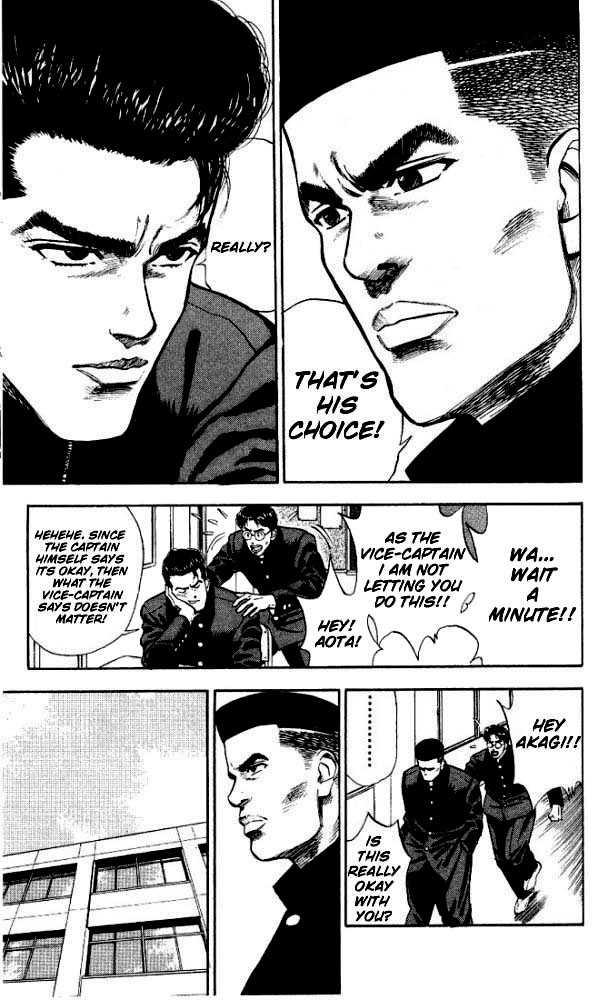 THAT'S
HIS
CHOICE!
REALLY?
WA...
WAIT
A
MINUTE!!
AS THE
VICE-CAPTAIN
I AM NOT
LETTING YOU
DO THIS!!
HEY!
AOTA!
HEHEHE. SINCE
THE CAPTAIN
HIMSELF SAYS
ITS OKAY, THEN
WHAT THE
VICE-CAPTAIN
SAYS DOESN'T
MATTER!
HEY
AKAGI!!
IS
THIS
REALLY
OKAY
WITH
YOU?
........